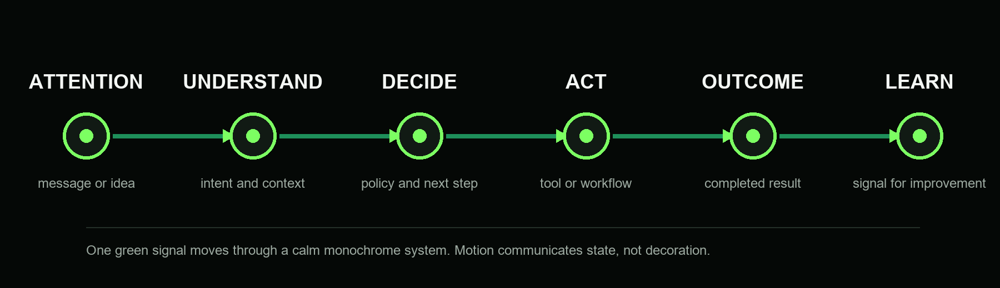 ATTENTION UNDERSTAND DECIDE ACT OUTCOME LEARN
message or idea intent and context policy and next step tool or workflow completed result signal for improvement
One green signal moves through a calm monochrome system. Motion communicates state, not decoration.